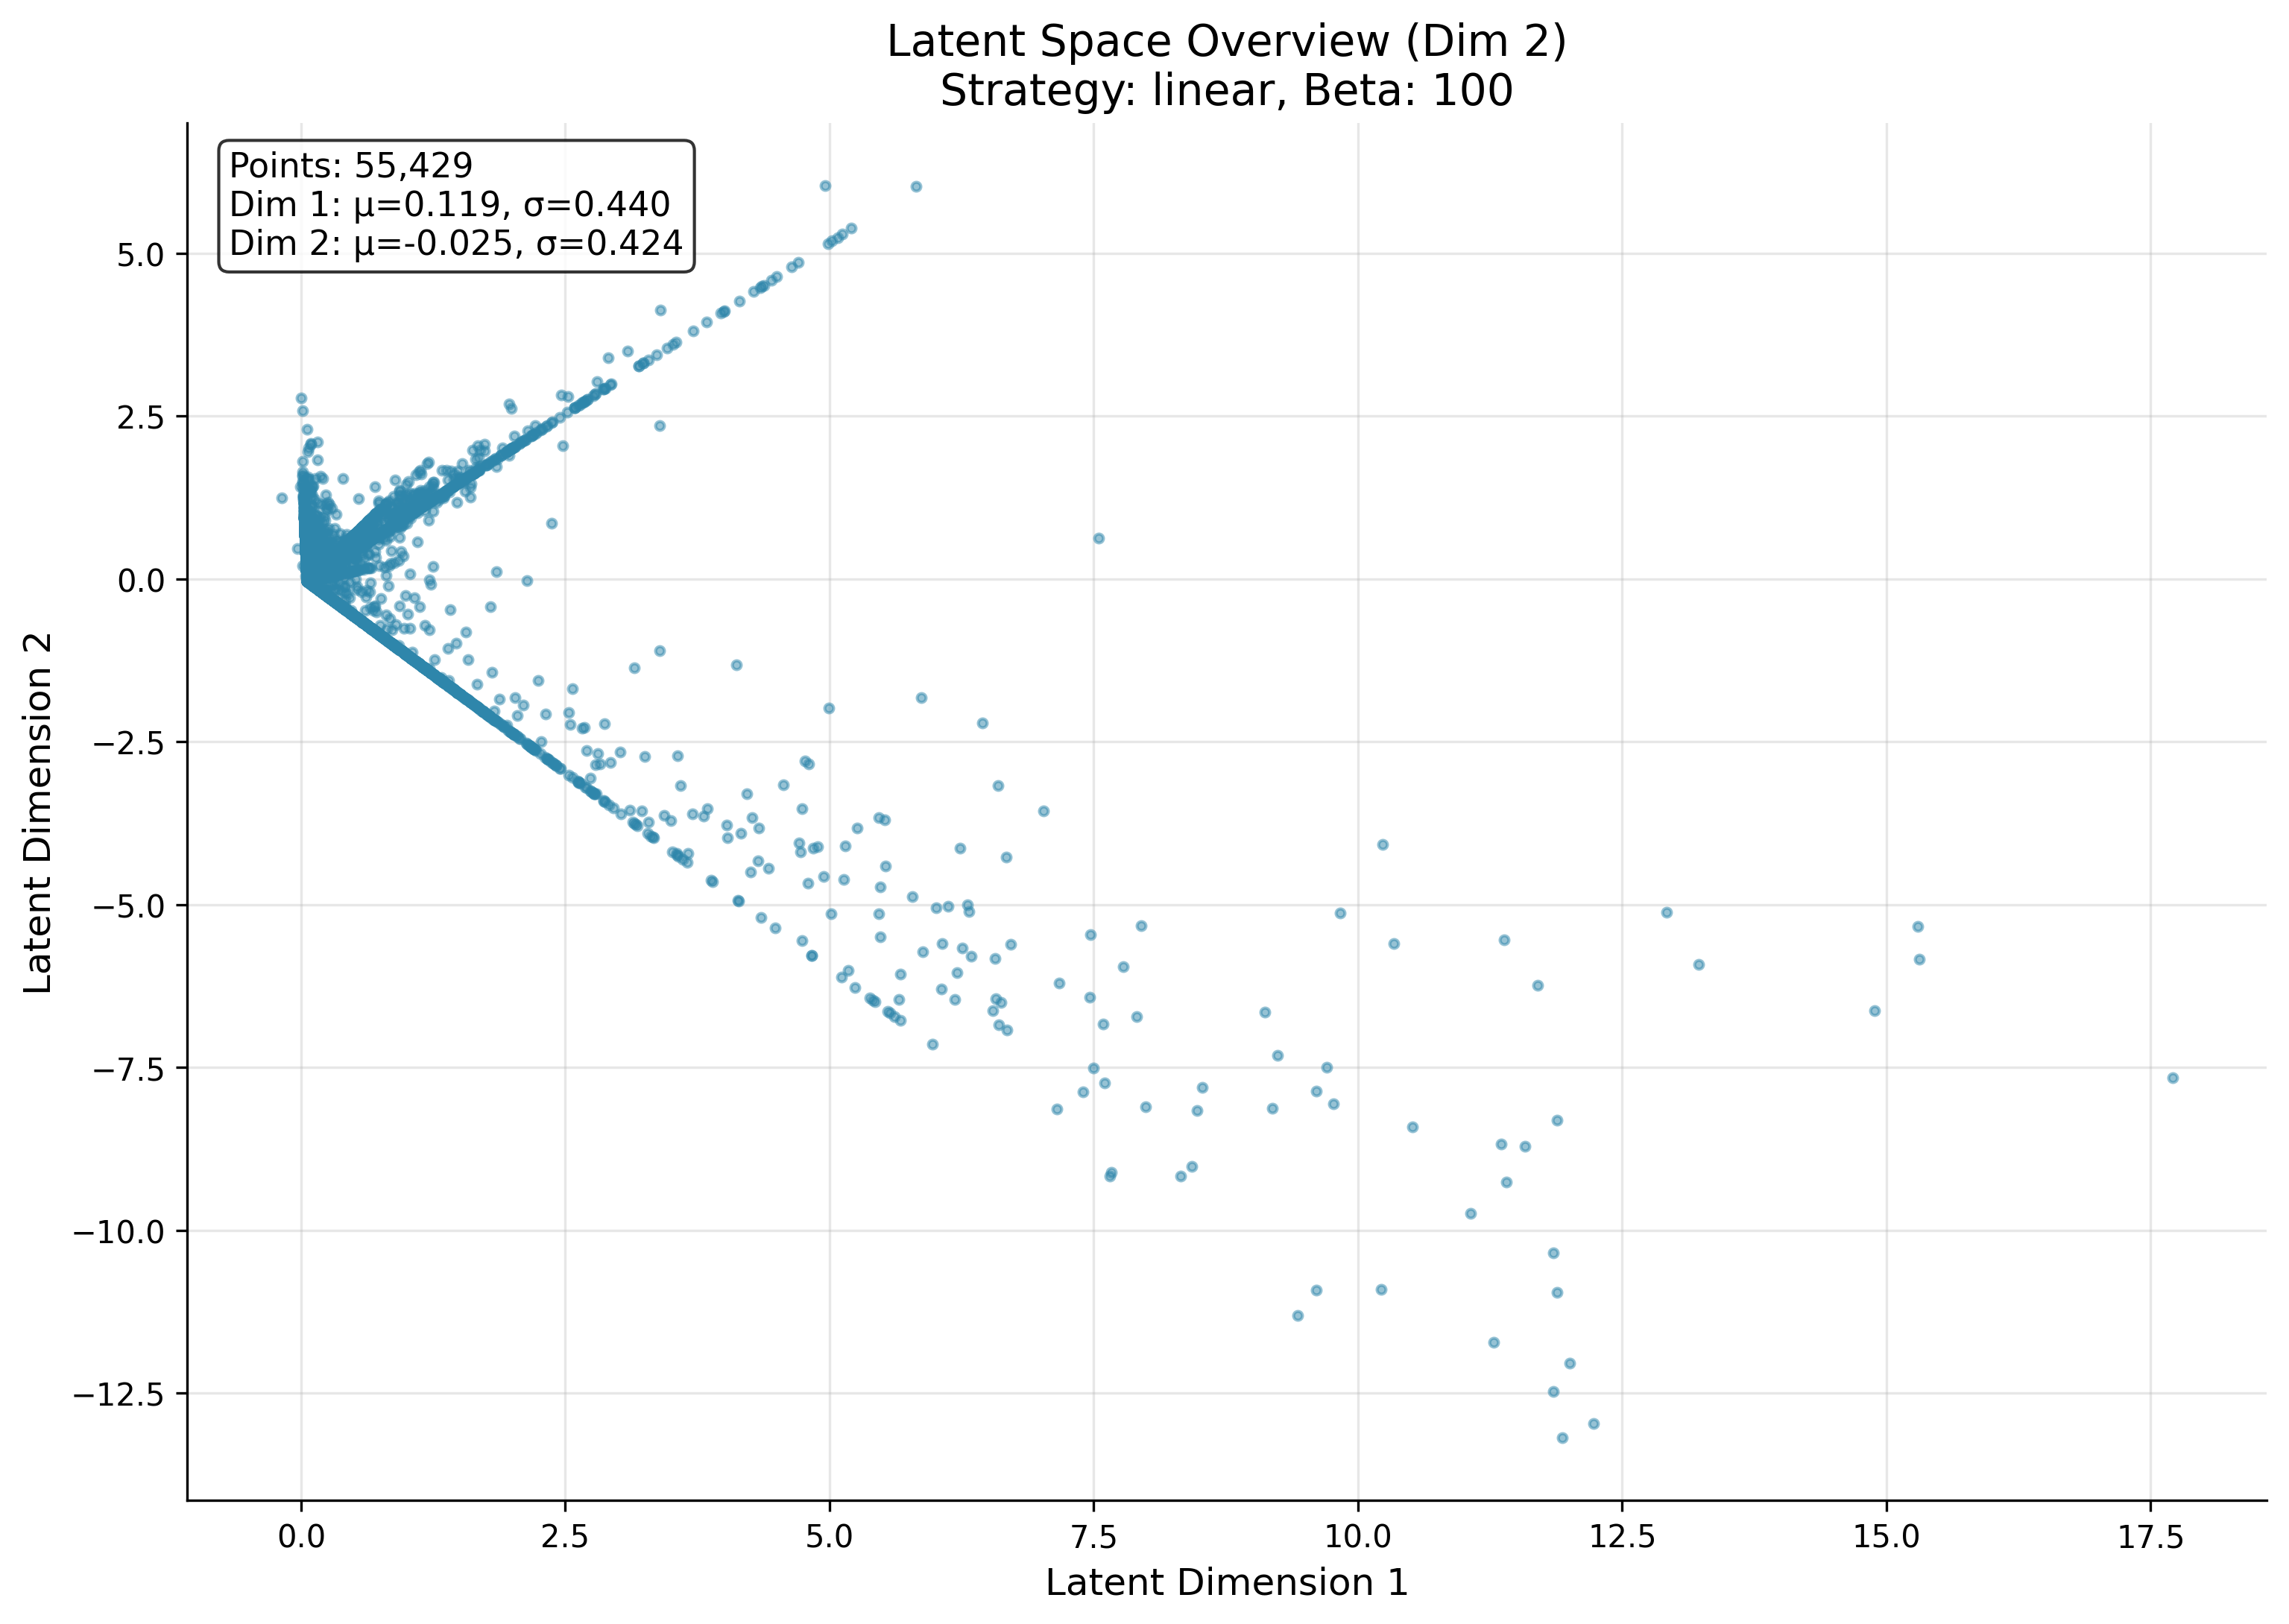 Latent Space Overview (Dim 2)
Strategy: linear, Beta: 100
Points: 55,429
Dim 1: μ=0.119, σ=0.440
Dim 2: μ=-0.025, σ=0.424
5.0
2.5
0.0
−2.5
−5.0
−7.5
−10.0
−12.5
Latent Dimension 2
0.0 2.5 5.0 7.5 10.0 12.5 15.0 17.5
Latent Dimension 1